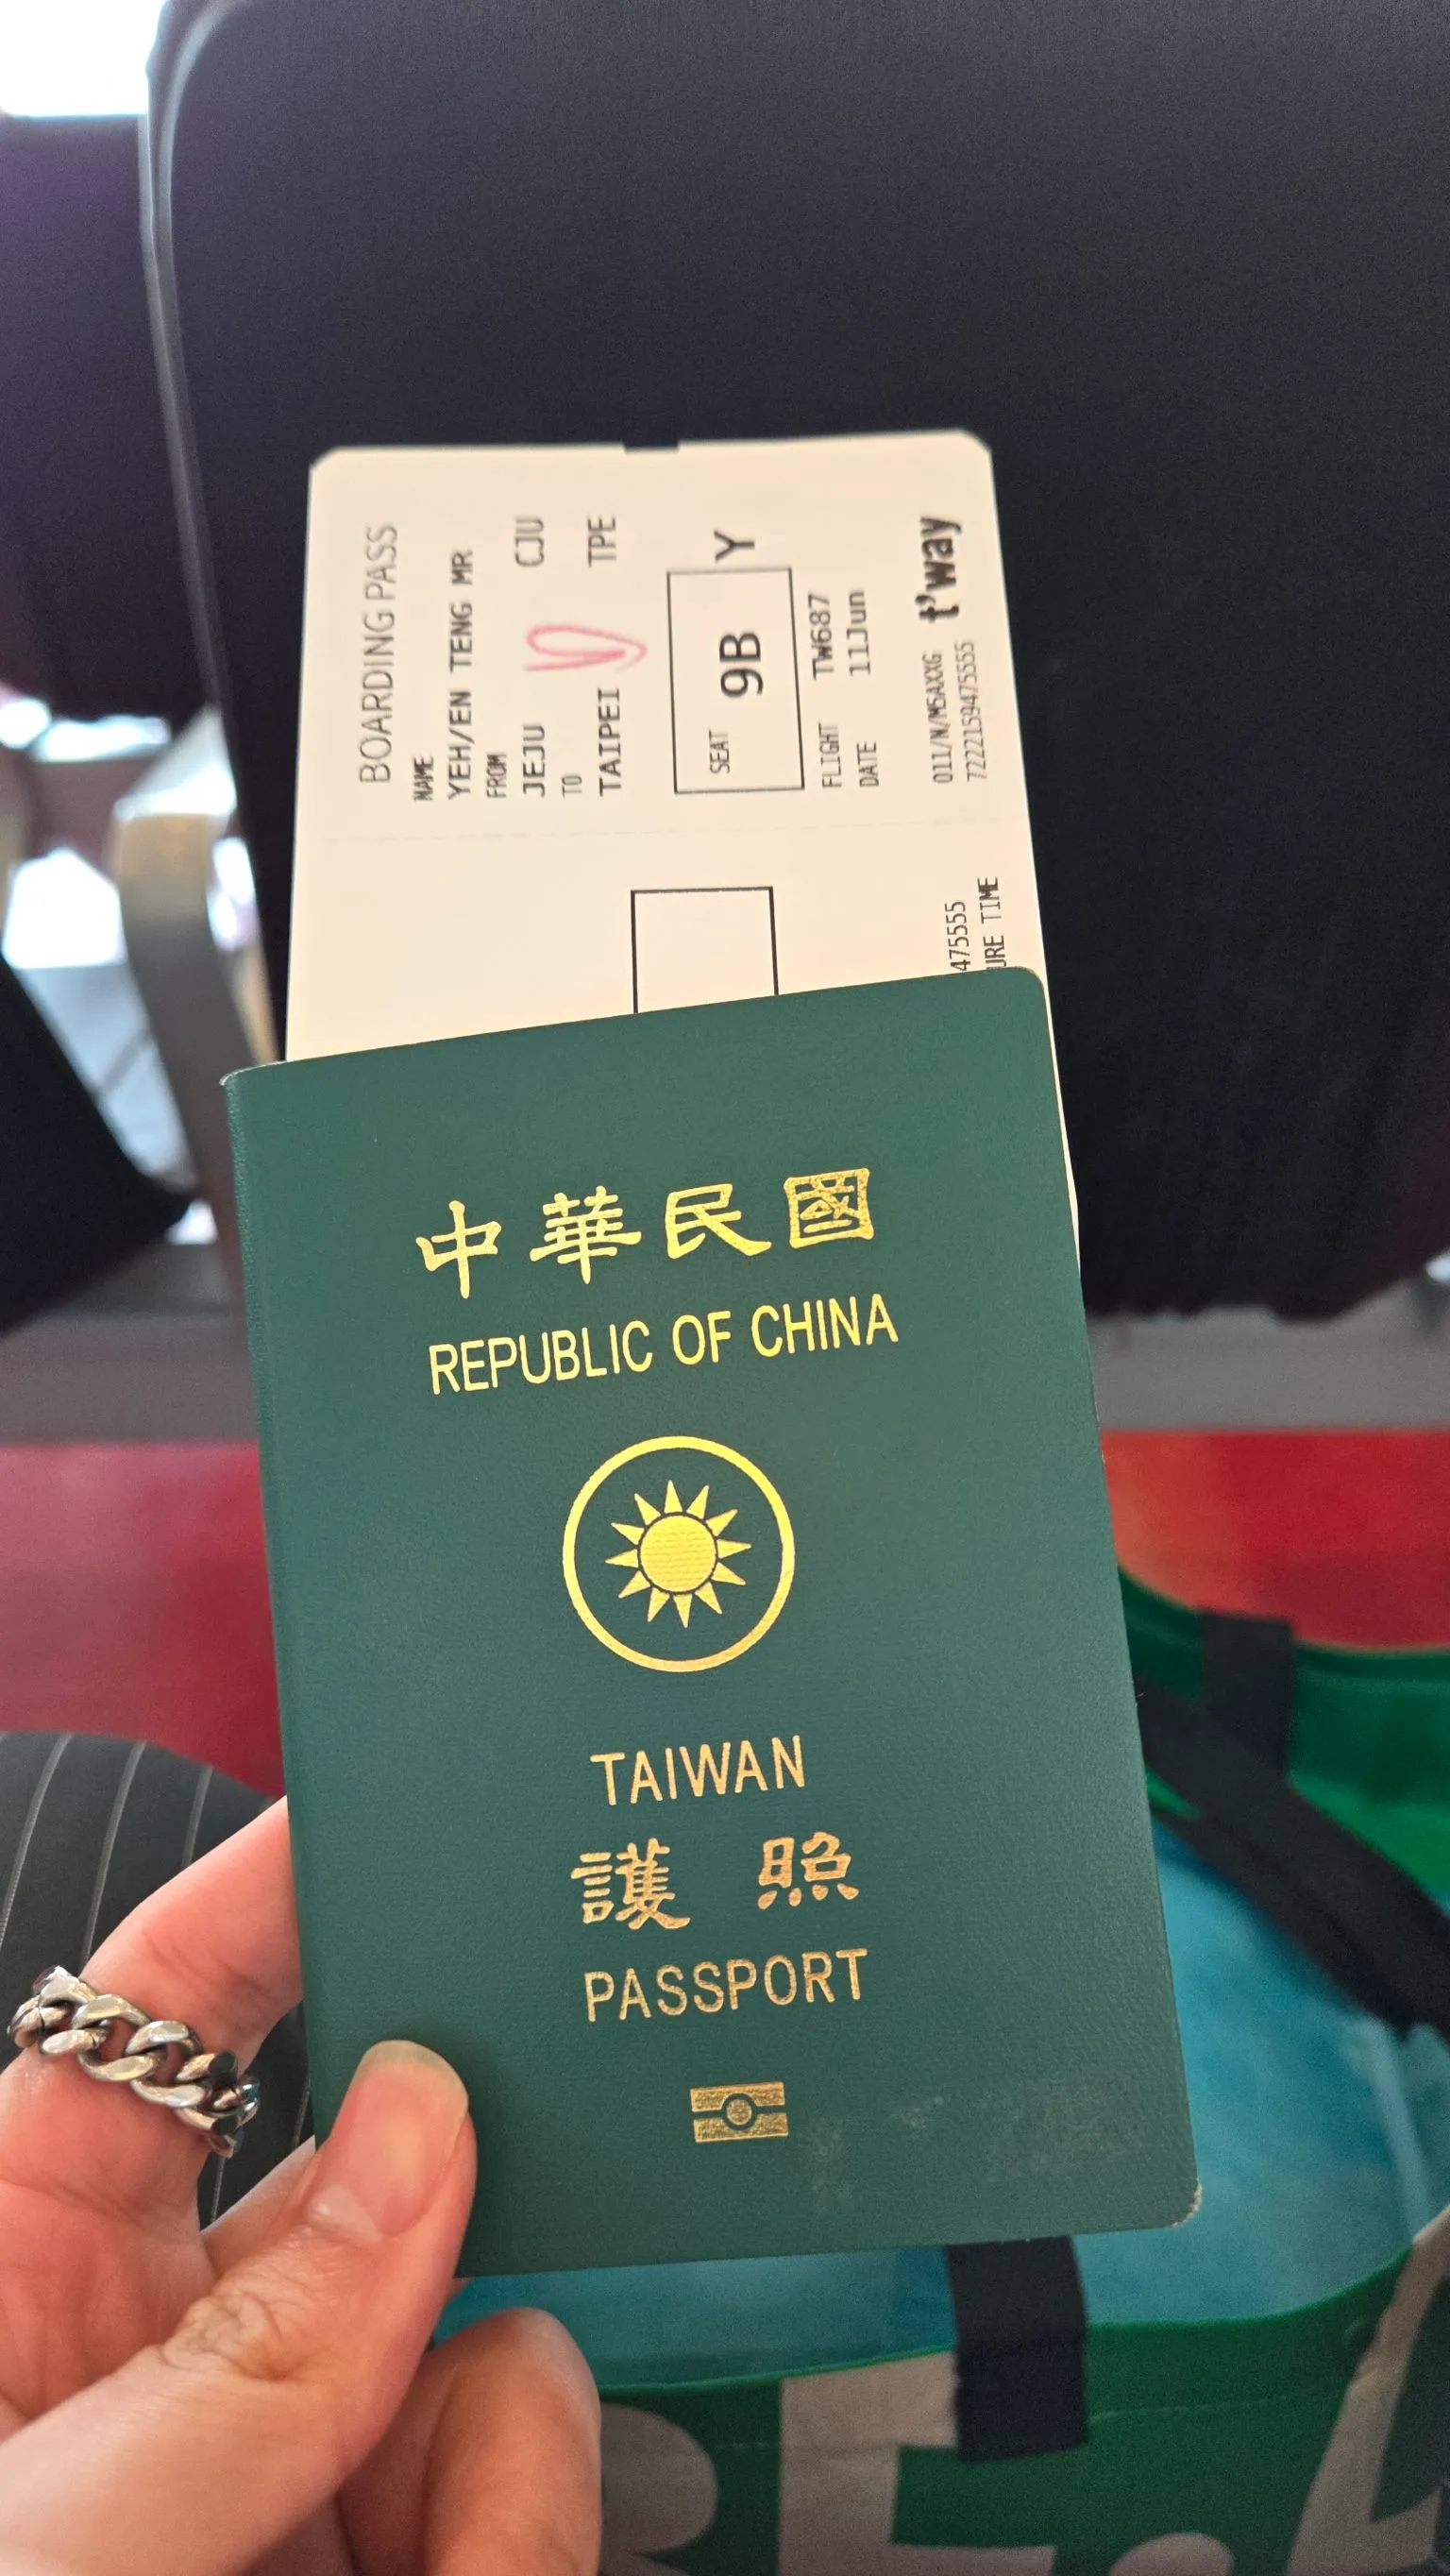 BOARDING PASS
NAME
YEH/EN TENG MR
FROM
JEJU CJU
TO
TAIPEI TPE
SEAT 9B Y
FLIGHT TW687
DATE 11Jun
011/N/MSAXXG t'way
7222159475555
475555
URE TIME
中華民國
REPUBLIC OF CHINA
TAIWAN
護照
PASSPORT